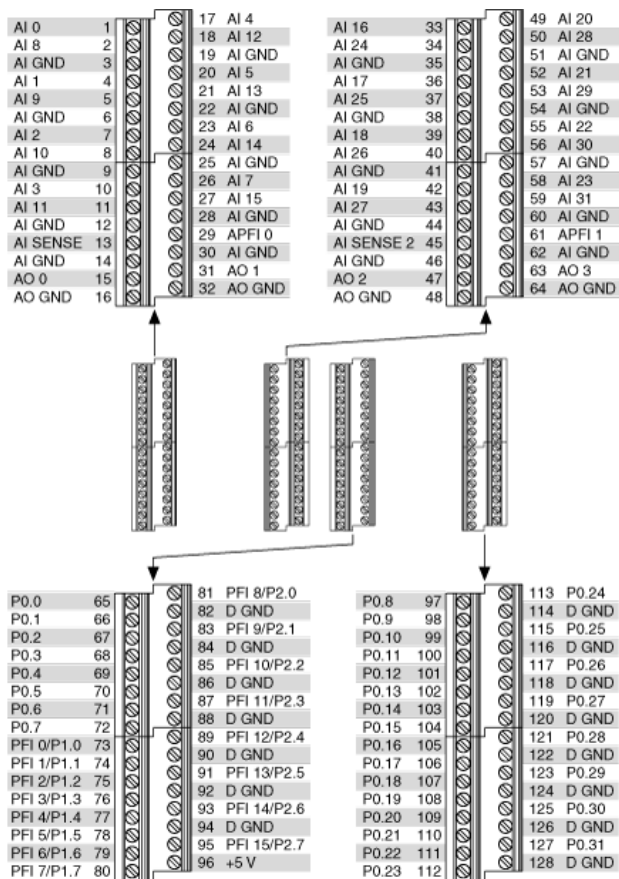 AI 0 1
AI 8 2
AI GND 3
AI 1 4
AI 9 5
AI GND 6
AI 2 7
AI 10 8
AI GND 9
AI 3 10
AI 11 11
AI GND 12
AI SENSE 13
AI GND 14
AO 0 15
AO GND 16
17 AI 4
18 AI 12
19 AI GND
20 AI 5
21 AI 13
22 AI GND
23 AI 6
24 AI 14
25 AI GND
26 AI 7
27 AI 15
28 AI GND
29 APFI 0
30 AI GND
31 AO 1
32 AO GND
AI 16 33
AI 24 34
AI GND 35
AI 17 36
AI 25 37
AI GND 38
AI 18 39
AI 26 40
AI GND 41
AI 19 42
AI 27 43
AI GND 44
AI SENSE 2 45
AI GND 46
AO 2 47
AO GND 48
49 AI 20
50 AI 28
51 AI GND
52 AI 21
53 AI 29
54 AI GND
55 AI 22
56 AI 30
57 AI GND
58 AI 23
59 AI 31
60 AI GND
61 APFI 1
62 AI GND
63 AO 3
64 AO GND
P0.0 65
P0.1 66
P0.2 67
P0.3 68
P0.4 69
P0.5 70
P0.6 71
P0.7 72
PFI 0/P1.0 73
PFI 1/P1.1 74
PFI 2/P1.2 75
PFI 3/P1.3 76
PFI 4/P1.4 77
PFI 5/P1.5 78
PFI 6/P1.6 79
PFI 7/P1.7 80
81 PFI 8/P2.0
82 D GND
83 PFI 9/P2.1
84 D GND
85 PFI 10/P2.2
86 D GND
87 PFI 11/P2.3
88 D GND
89 PFI 12/P2.4
90 D GND
91 PFI 13/P2.5
92 D GND
93 PFI 14/P2.6
94 D GND
95 PFI 15/P2.7
96 +5 V
P0.8 97
P0.9 98
P0.10 99
P0.11 100
P0.12 101
P0.13 102
P0.14 103
P0.15 104
P0.16 105
P0.17 106
P0.18 107
P0.19 108
P0.20 109
P0.21 110
P0.22 111
P0.23 112
113 P0.24
114 D GND
115 P0.25
116 D GND
117 P0.26
118 D GND
119 P0.27
120 D GND
121 P0.28
122 D GND
123 P0.29
124 D GND
125 P0.30
126 D GND
127 P0.31
128 D GND